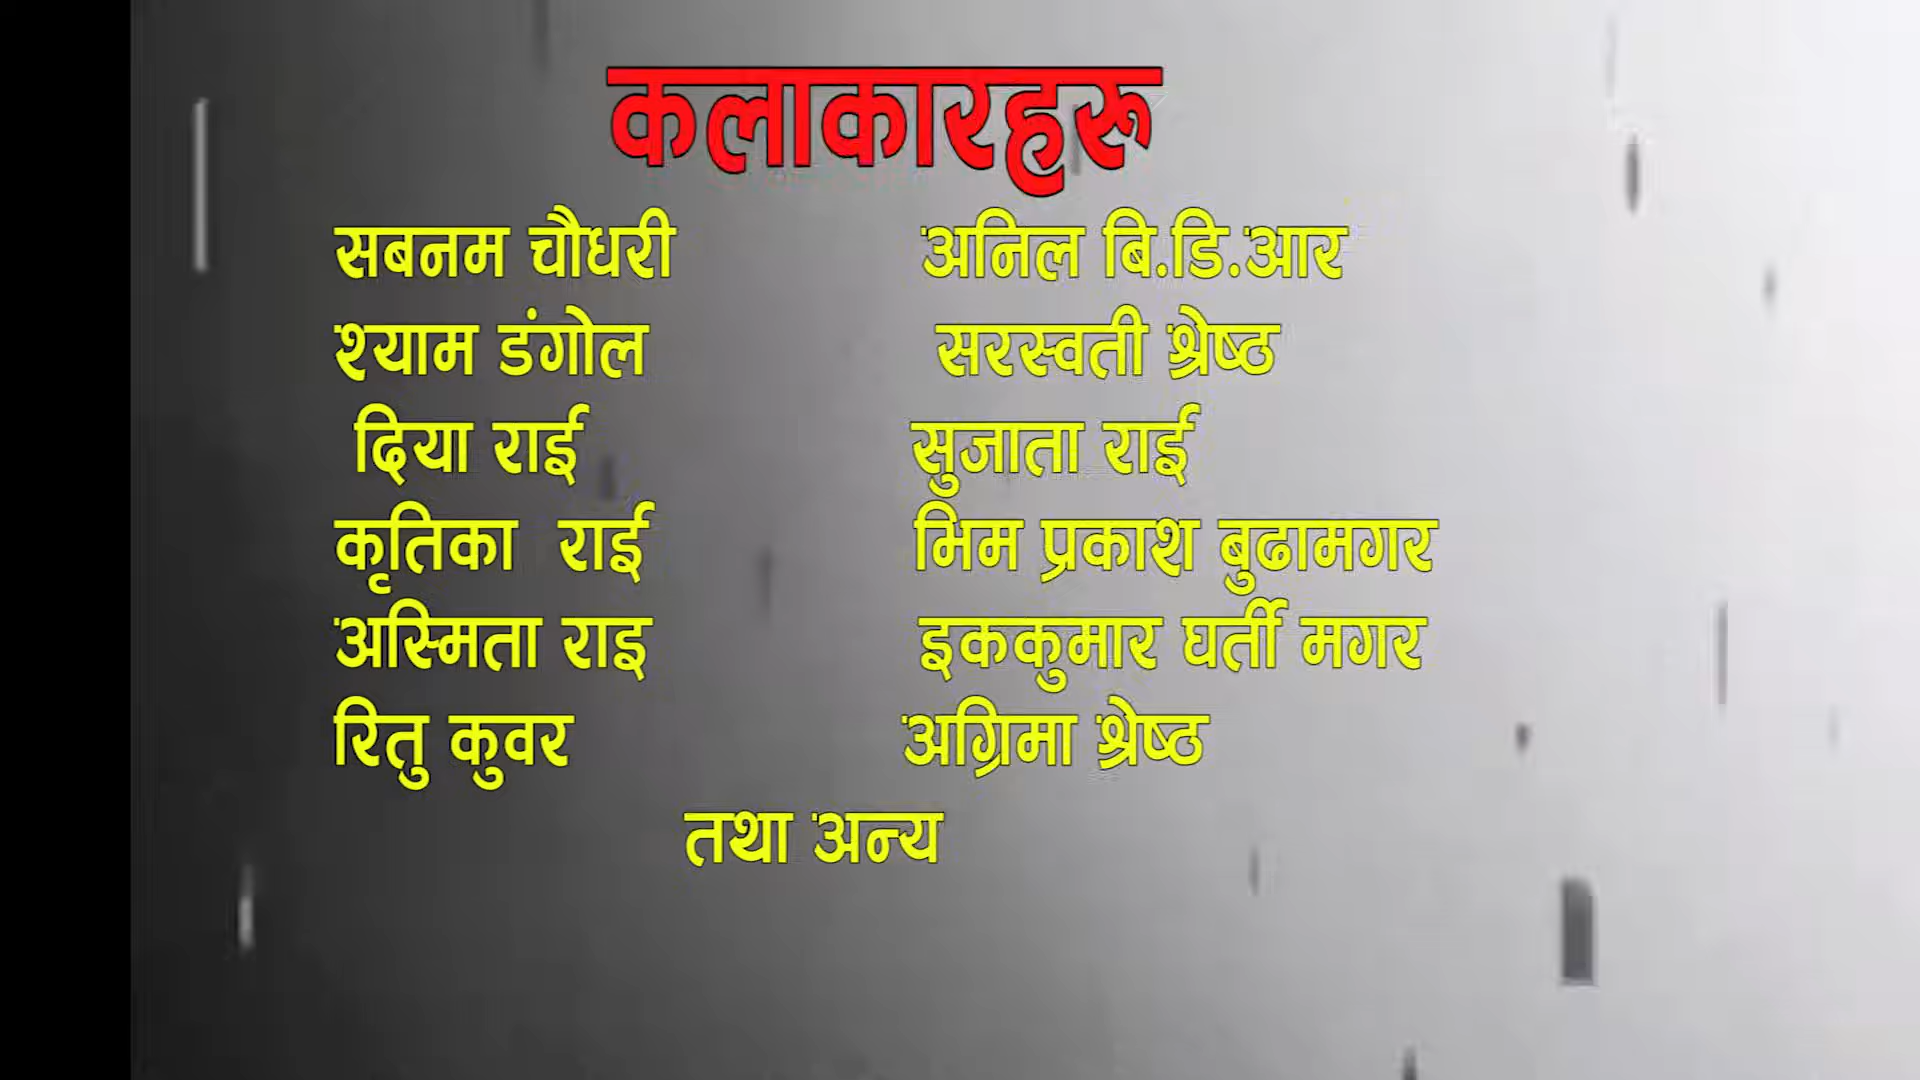 कलाकारहरू
सबनम चौधरी अनिल बि.डि.आर
श्याम डंगोल सरस्वती श्रेष्ठ
दिया राई सुजाता राई
कृतिका राई भिम प्रकाश बुढामगर
अस्मिता राइ इककुमार घर्ती मगर
रितु कुवर अग्रिमा श्रेष्ठ
तथा अन्य